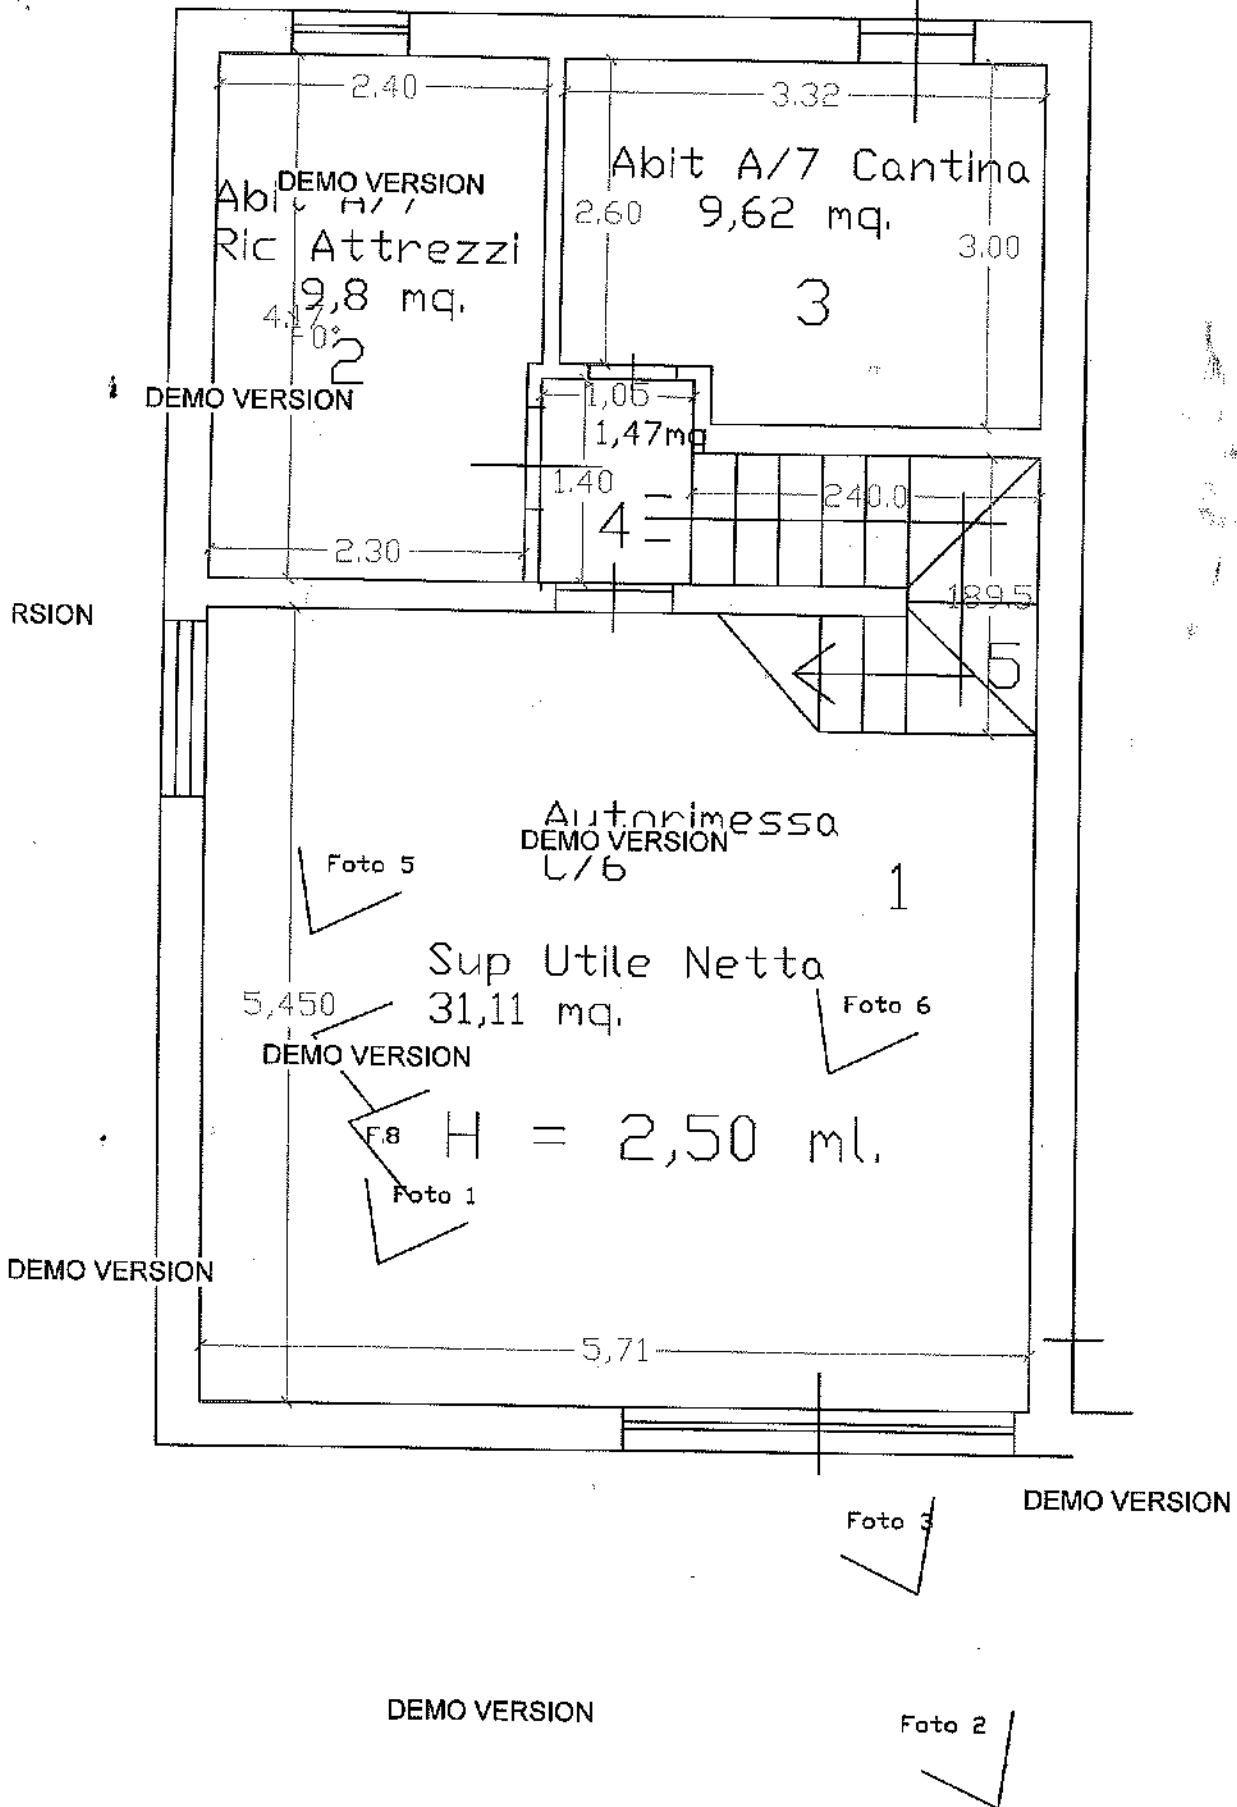 2.40
3.32
Abit A/7 Cantina
DEMO VERSION
2.60
9,62 mq.
Ric Attrezzi
3.00
9,8 mq.
3
4.17
2
DEMO VERSION
1,06
1,47mq
1.40
240.0
4
2.30
RSION
189.5
5
Autorimessa
DEMO VERSION
C/6
Foto 5
1
Sup Utile Netta
5,450
31,11 mq.
Foto 6
DEMO VERSION
F.8
H = 2,50 ml.
Foto 1
DEMO VERSION
5,71
DEMO VERSION
Foto 3
DEMO VERSION
Foto 2